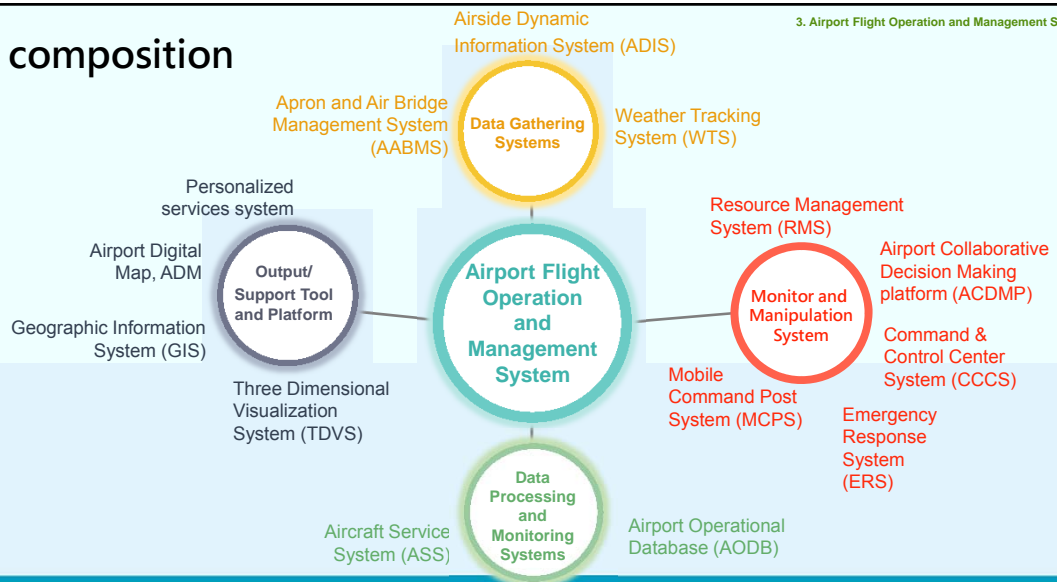 3. Airport Flight Operation and Management S
composition
Airside Dynamic
Information System (ADIS)
Apron and Air Bridge
Management System
(AABMS)
Data Gathering
Systems
Weather Tracking
System (WTS)
Personalized
services system
Airport Digital
Map, ADM
Geographic Information
System (GIS)
Three Dimensional
Visualization
System (TDVS)
Output/
Support Tool
and Platform
Airport Flight
Operation
and
Management
System
Resource Management
System (RMS)
Airport Collaborative
Decision Making
platform (ACDMP)
Monitor and
Manipulation
System
Command &
Control Center
System (CCCS)
Mobile
Command Post
System (MCPS)
Emergency
Response
System
(ERS)
Data
Processing
and
Monitoring
Systems
Aircraft Service
System (ASS)
Airport Operational
Database (AODB)